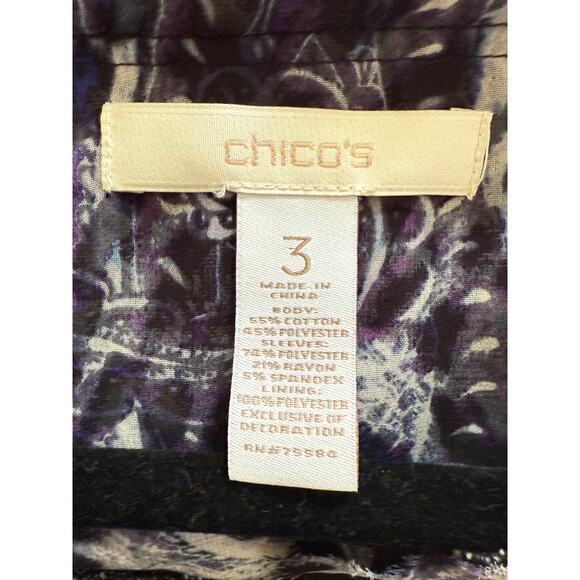 chico's
3
MADE IN
CHINA
BODY:
55% COTTON
45% POLYESTER
SLEEVES:
74% POLYESTER
21% RAYON
5% SPANDEX
LINING:
100% POLYESTER
EXCLUSIVE OF
DECORATION
RN#75584